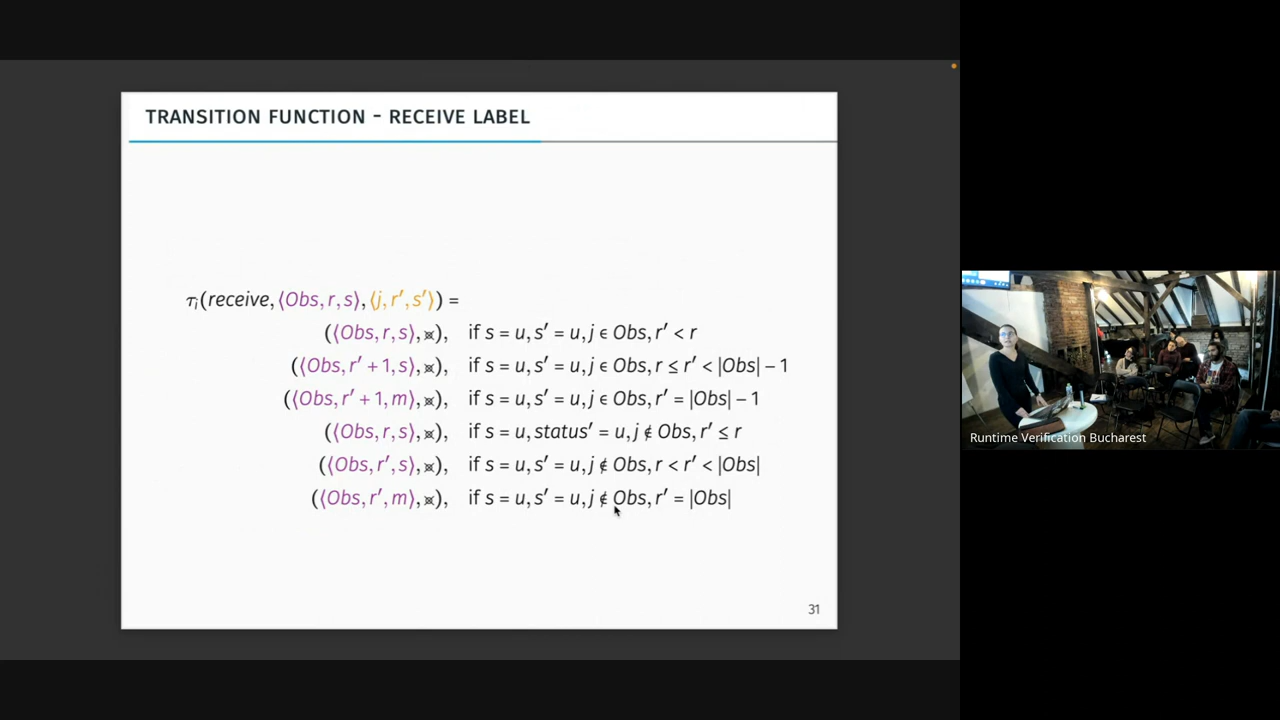 TRANSITION FUNCTION - RECEIVE LABEL
τᵢ(receive, ⟨Obs, r, s⟩, ⟨j, r′, s′⟩) =
(⟨Obs, r, s⟩, ⨳), if s = u, s′ = u, j ∈ Obs, r′ < r
(⟨Obs, r′ + 1, s⟩, ⨳), if s = u, s′ = u, j ∈ Obs, r ≤ r′ < |Obs| − 1
(⟨Obs, r′ + 1, m⟩, ⨳), if s = u, s′ = u, j ∈ Obs, r′ = |Obs| − 1
(⟨Obs, r, s⟩, ⨳), if s = u, status′ = u, j ∉ Obs, r′ ≤ r
(⟨Obs, r′, s⟩, ⨳), if s = u, s′ = u, j ∉ Obs, r < r′ < |Obs|
(⟨Obs, r′, m⟩, ⨳), if s = u, s′ = u, j ∉ Obs, r′ = |Obs|
31
Runtime Verification Bucharest